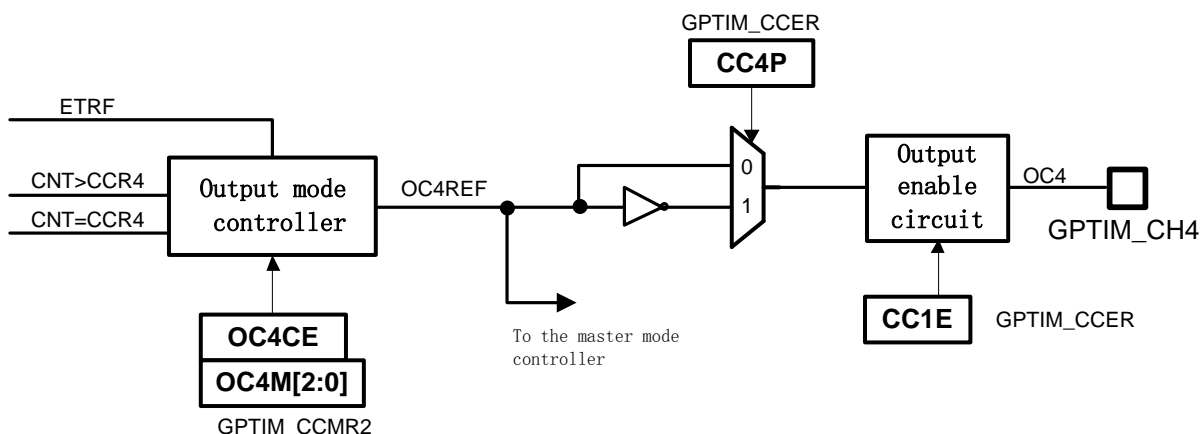 GPTIM_CCER
CC4P
ETRF
CNT>CCR4
CNT=CCR4
Output mode
controller
OC4REF
0
1
Output
enable
circuit
OC4
GPTIM_CH4
OC4CE
OC4M[2:0]
GPTIM_CCMR2
To the master mode
controller
CC1E
GPTIM_CCER